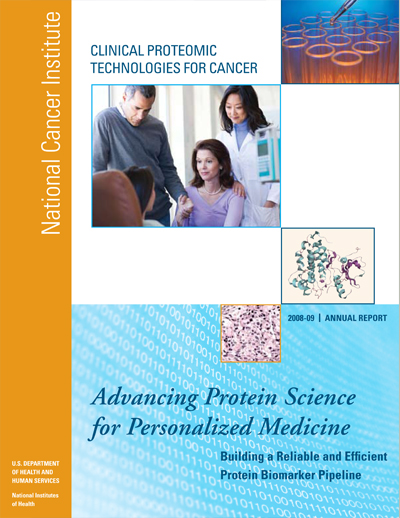 National Cancer Institute
CLINICAL PROTEOMIC
TECHNOLOGIES FOR CANCER
2008-09 | ANNUAL REPORT
Advancing Protein Science
for Personalized Medicine
Building a Reliable and Efficient
Protein Biomarker Pipeline
U.S. DEPARTMENT
OF HEALTH AND
HUMAN SERVICES
National Institutes
of Health